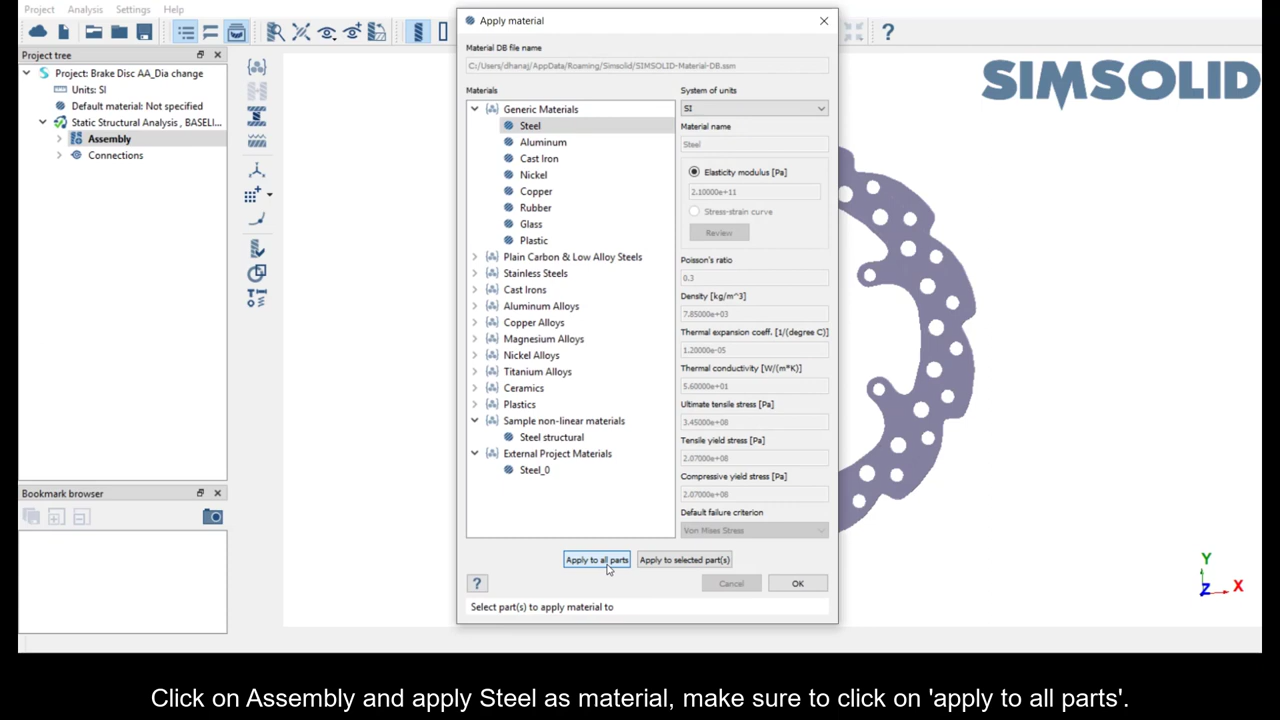 Project Analysis Settings Help
Project tree
Project: Brake Disc AA_Dia change
Units: SI
Default material: Not specified
Static Structural Analysis , BASELI...
Assembly
Connections
Bookmark browser
Apply material
Material DB file name
C:/Users/dhanaj/AppData/Roaming/Simsolid/SIMSOLID-Material-DB.ssm
Materials
Generic Materials
Steel
Aluminum
Cast Iron
Nickel
Copper
Rubber
Glass
Plastic
Plain Carbon & Low Alloy Steels
Stainless Steels
Cast Irons
Aluminum Alloys
Copper Alloys
Magnesium Alloys
Nickel Alloys
Titanium Alloys
Ceramics
Plastics
Sample non-linear materials
Steel structural
External Project Materials
Steel_0
System of units
SI
Material name
Steel
Elasticity modulus [Pa]
2.10000e+11
Stress-strain curve
Review
Poisson's ratio
0.3
Density [kg/m^3]
7.85000e+03
Thermal expansion coeff. [1/(degree C)]
1.20000e-05
Thermal conductivity [W/(m*K)]
5.60000e+01
Ultimate tensile stress [Pa]
3.45000e+08
Tensile yield stress [Pa]
2.07000e+08
Compressive yield stress [Pa]
2.07000e+08
Default failure criterion
Von Mises Stress
Apply to all parts Apply to selected part(s)
? Cancel OK
Select part(s) to apply material to
?
SIMSOLID
Y
Z X
Click on Assembly and apply Steel as material, make sure to click on 'apply to all parts'.